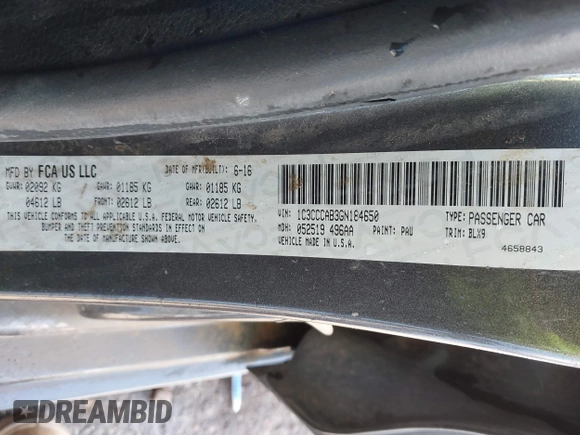 MFD BY FCA US LLC
DATE OF MFR(BUILT): 6-16
GVWR: 02092 KG GAWR: 01185 KG GAWR: 01185 KG
04612 LB FRONT: 02612 LB REAR: 02612 LB
THIS VEHICLE CONFORMS TO ALL APPLICABLE U.S.A. FEDERAL MOTOR VEHICLE SAFETY,
BUMPER AND THEFT PREVENTION STANDARDS IN EFFECT ON
THE DATE OF MANUFACTURE SHOWN ABOVE.
VIN: 1C3CCCAB3GN184650 TYPE: PASSENGER CAR
MDH: 052519 496AA PAINT: PAU TRIM: BLX9
VEHICLE MADE IN U.S.A.
4658843
DREAMBID